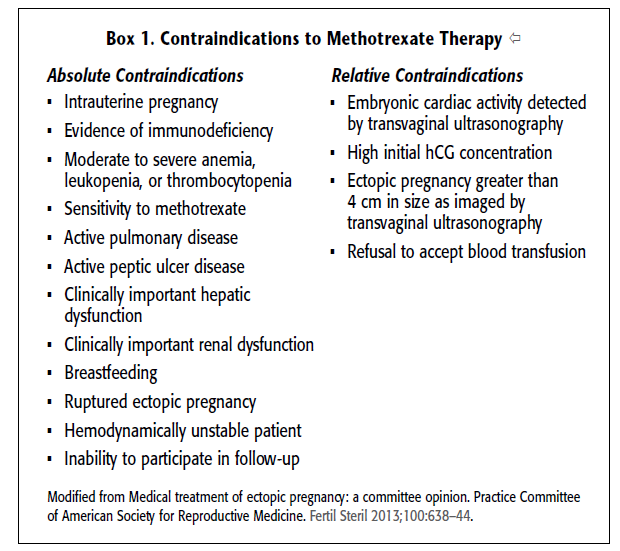 Box 1. Contraindications to Methotrexate Therapy ⇦
Absolute Contraindications
▪ Intrauterine pregnancy
▪ Evidence of immunodeficiency
▪ Moderate to severe anemia,
leukopenia, or thrombocytopenia
▪ Sensitivity to methotrexate
▪ Active pulmonary disease
▪ Active peptic ulcer disease
▪ Clinically important hepatic
dysfunction
▪ Clinically important renal dysfunction
▪ Breastfeeding
▪ Ruptured ectopic pregnancy
▪ Hemodynamically unstable patient
▪ Inability to participate in follow-up
Relative Contraindications
▪ Embryonic cardiac activity detected
by transvaginal ultrasonography
▪ High initial hCG concentration
▪ Ectopic pregnancy greater than
4 cm in size as imaged by
transvaginal ultrasonography
▪ Refusal to accept blood transfusion
Modified from Medical treatment of ectopic pregnancy: a committee opinion. Practice Committee
of American Society for Reproductive Medicine. Fertil Steril 2013;100:638–44.